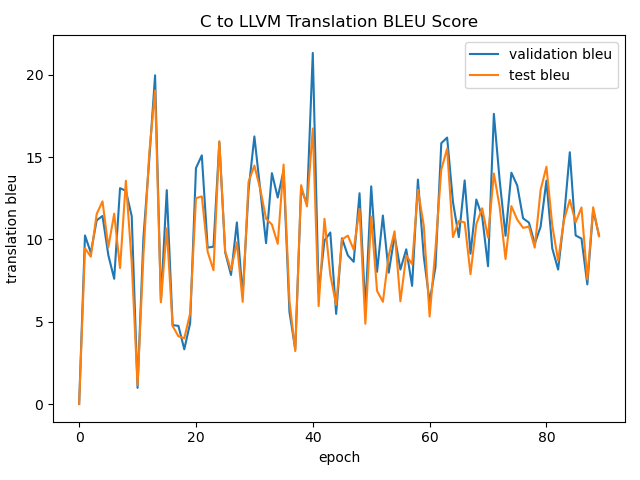 C to LLVM Translation BLEU Score
validation bleu
test bleu
translation bleu
20
15
10
5
0
0 20 40 60 80
epoch